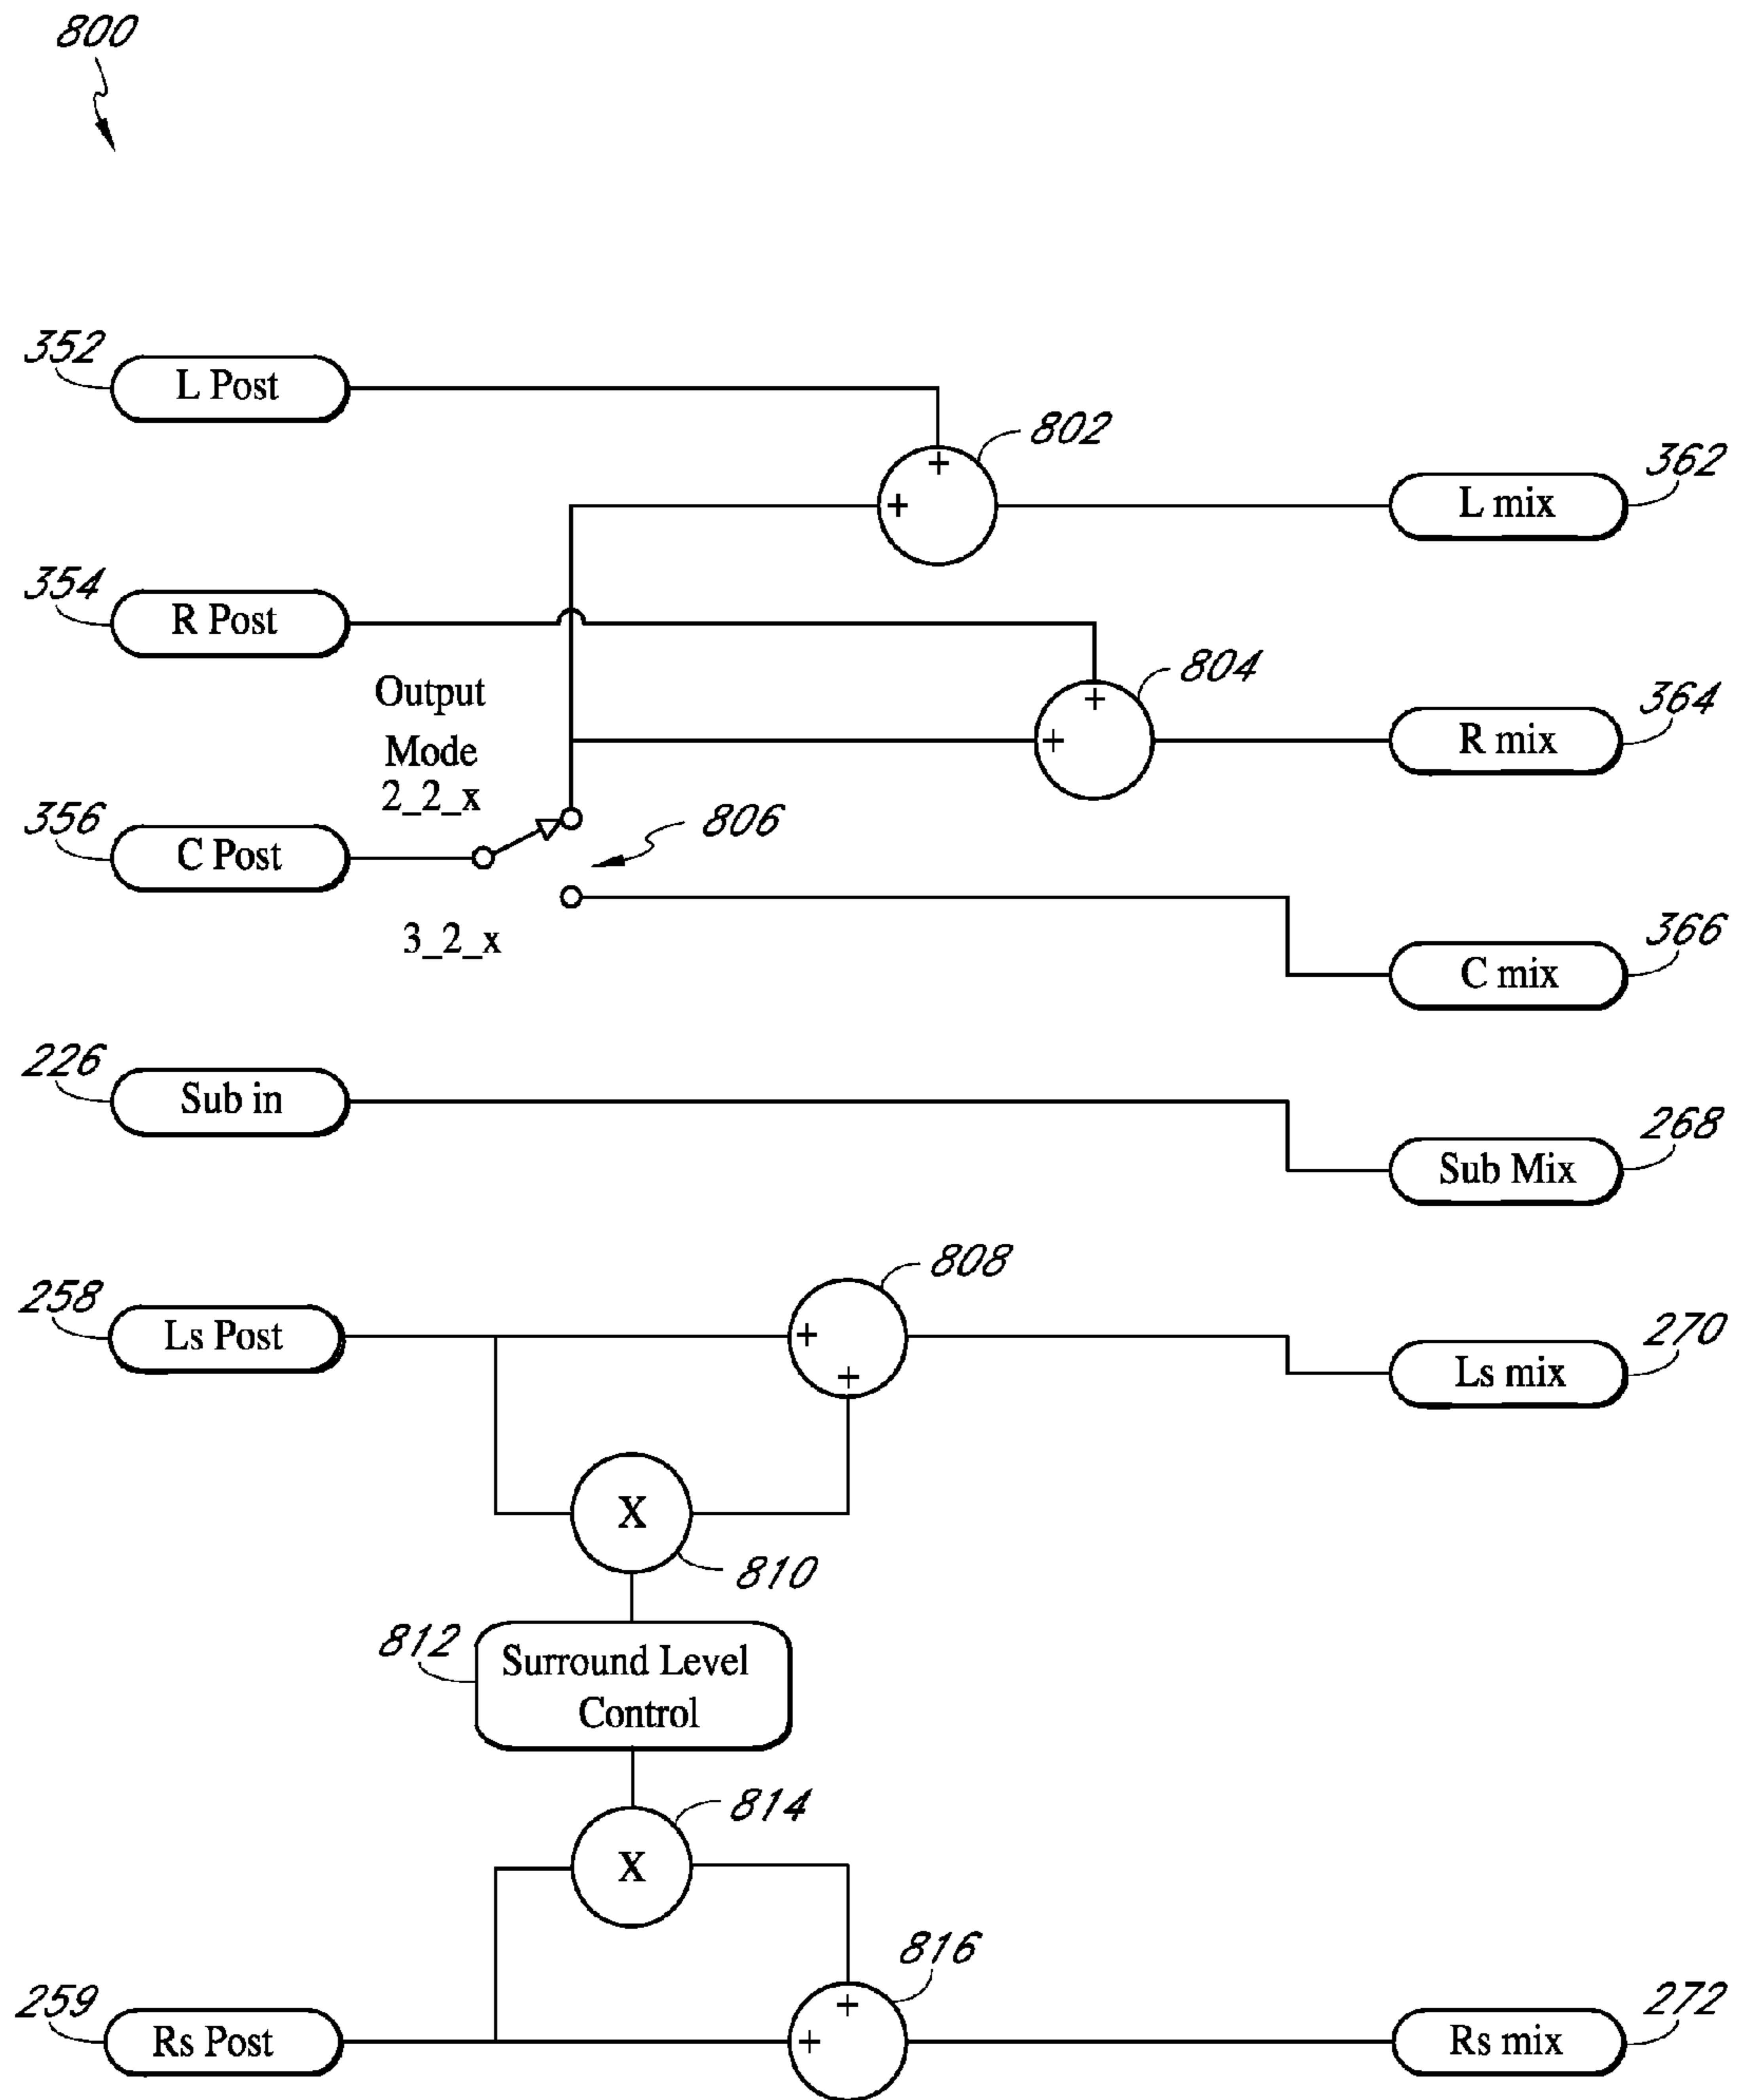 800
352
L Post
802
L mix
362
354
R Post
804
R mix
364
Output
Mode
2_2_x
356
C Post
806
3_2_x
C mix
366
226
Sub in
Sub Mix
268
258
Ls Post
808
Ls mix
270
X
810
812
Surround Level
Control
814
X
816
259
Rs Post
Rs mix
272